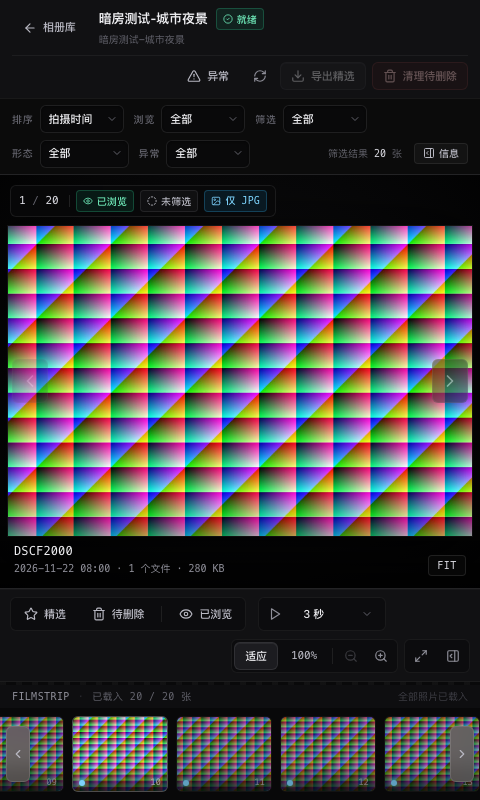 相册库
暗房测试-城市夜景
就绪
暗房测试-城市夜景
异常
导出精选
清理待删除
排序 拍摄时间 浏览 全部 筛选 全部
形态 全部 异常 全部 筛选结果 20 张 信息
1 / 20 已浏览 未筛选 仅 JPG
DSCF2000
2026-11-22 08:00 · 1 个文件 · 280 KB
FIT
精选 待删除 已浏览 3 秒
适应 100%
FILMSTRIP · 已载入 20 / 20 张 全部照片已载入
09 10 11 12 13